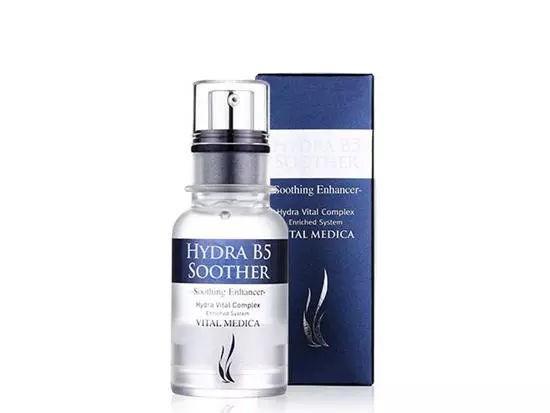 HYDRA B5
SOOTHER
-Soothing Enhancer-
Hydra Vital Complex
Enriched System
VITAL MEDICA
HYDRA B5
SOOTHER
Soothing Enhancer-
Hydra Vital Complex
Enriched System
VITAL MEDICA